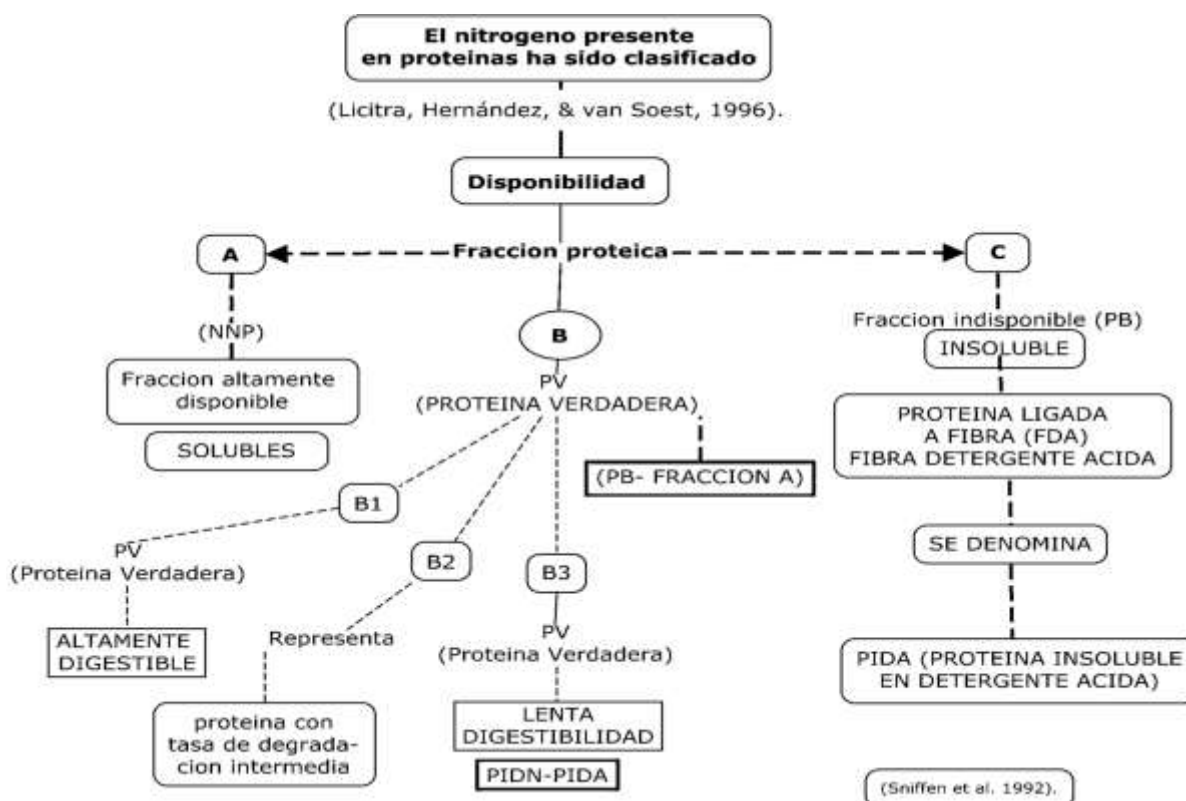 El nitrogeno presente
en proteinas ha sido clasificado
(Licitra, Hernández, & van Soest, 1996).
Disponibilidad
A
Fraccion proteica
C
(NNP)
Fraccion altamente
disponible
SOLUBLES
B
PV
(PROTEINA VERDADERA)
(PB- FRACCION A)
Fraccion indisponible (PB)
INSOLUBLE
PROTEINA LIGADA
A FIBRA (FDA)
FIBRA DETERGENTE ACIDA
SE DENOMINA
PIDA (PROTEINA INSOLUBLE
EN DETERGENTE ACIDA)
B1
PV
(Proteina Verdadera)
ALTAMENTE
DIGESTIBLE
B2
Representa
proteina con
tasa de degrada-
cion intermedia
B3
PV
(Proteina Verdadera)
LENTA
DIGESTIBILIDAD
PIDN-PIDA
(Sniffen et al. 1992).